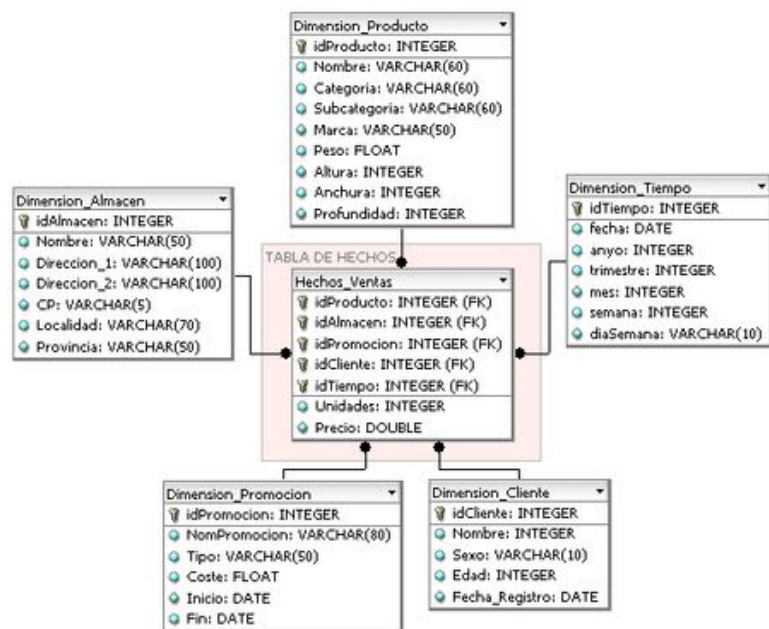 Dimension_Producto
idProducto: INTEGER
Nombre: VARCHAR(60)
Categoria: VARCHAR(60)
Subcategoria: VARCHAR(60)
Marca: VARCHAR(50)
Peso: FLOAT
Altura: INTEGER
Anchura: INTEGER
Profundidad: INTEGER
Dimension_Almacen
idAlmacen: INTEGER
Nombre: VARCHAR(50)
Direccion_1: VARCHAR(100)
Direccion_2: VARCHAR(100)
CP: VARCHAR(5)
Localidad: VARCHAR(70)
Provincia: VARCHAR(50)
Dimension_Tiempo
idTiempo: INTEGER
fecha: DATE
anyo: INTEGER
trimestre: INTEGER
mes: INTEGER
semana: INTEGER
diaSemana: VARCHAR(10)
TABLA DE HECHOS
Hechos_Ventas
idProducto: INTEGER (FK)
idAlmacen: INTEGER (FK)
idPromocion: INTEGER (FK)
idCliente: INTEGER (FK)
idTiempo: INTEGER (FK)
Unidades: INTEGER
Precio: DOUBLE
Dimension_Promocion
idPromocion: INTEGER
NomPromocion: VARCHAR(80)
Tipo: VARCHAR(50)
Coste: FLOAT
Inicio: DATE
Fin: DATE
Dimension_Cliente
idCliente: INTEGER
Nombre: INTEGER
Sexo: VARCHAR(10)
Edad: INTEGER
Fecha_Registro: DATE